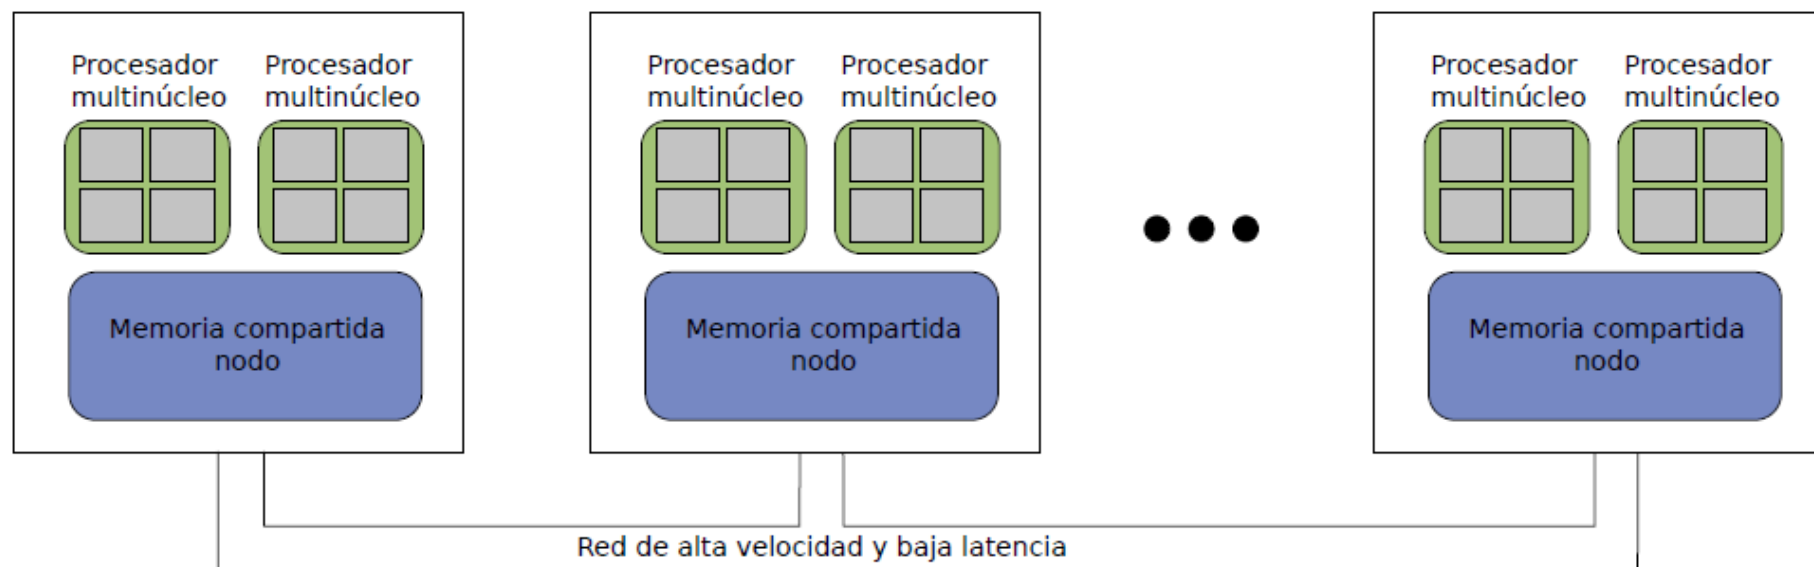 Procesador
multinúcleo
Procesador
multinúcleo
Memoria compartida
nodo
Procesador
multinúcleo
Procesador
multinúcleo
Memoria compartida
nodo
Procesador
multinúcleo
Procesador
multinúcleo
Memoria compartida
nodo
Red de alta velocidad y baja latencia